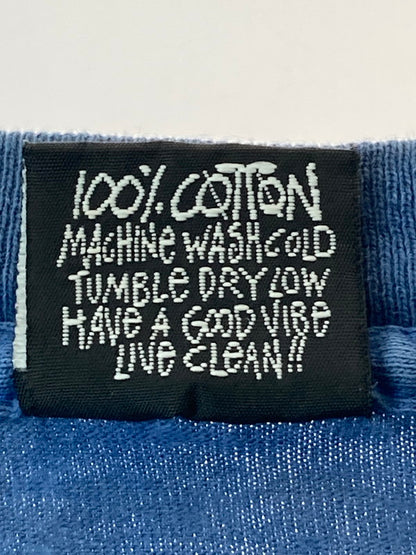 100% COTTON
MACHINE WASH COLD
TUMBLE DRY LOW
HAVE A GOOD VIBE
LIVE CLEAN!!